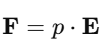 F = p · E